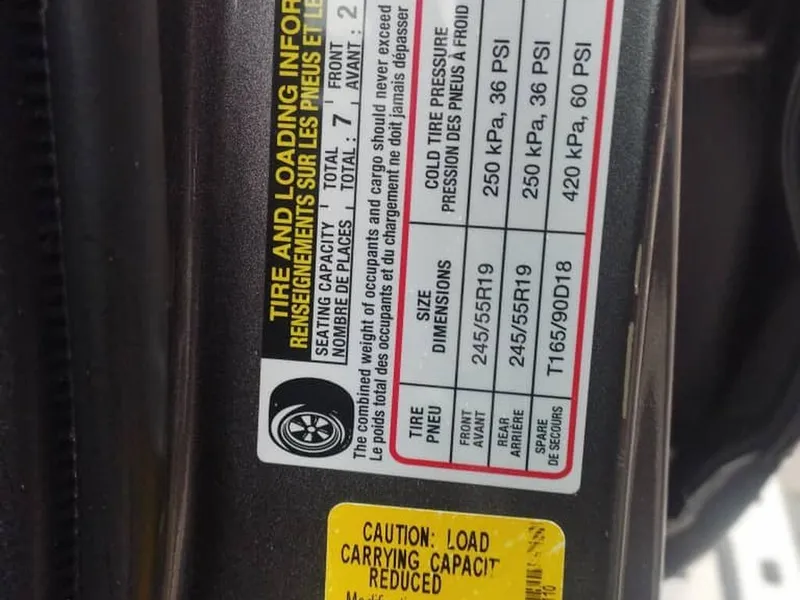 TIRE AND LOADING INFOR
RENSEIGNEMENTS SUR LES PNEUS ET LE
SEATING CAPACITY TOTAL FRONT
NOMBRE DE PLACES TOTAL : 7 AVANT : 2
The combined weight of occupants and cargo should never exceed
Le poids total des occupants et du chargement ne doit jamais dépasser
TIRE SIZE COLD TIRE PRESSURE
PNEU DIMENSIONS PRESSION DES PNEUS À FROID
FRONT
AVANT 245/55R19 250 kPa, 36 PSI
REAR
ARRIÈRE 245/55R19 250 kPa, 36 PSI
SPARE
DE SECOURS T165/90D18 420 kPa, 60 PSI
CAUTION: LOAD
CARRYING CAPACIT
REDUCED